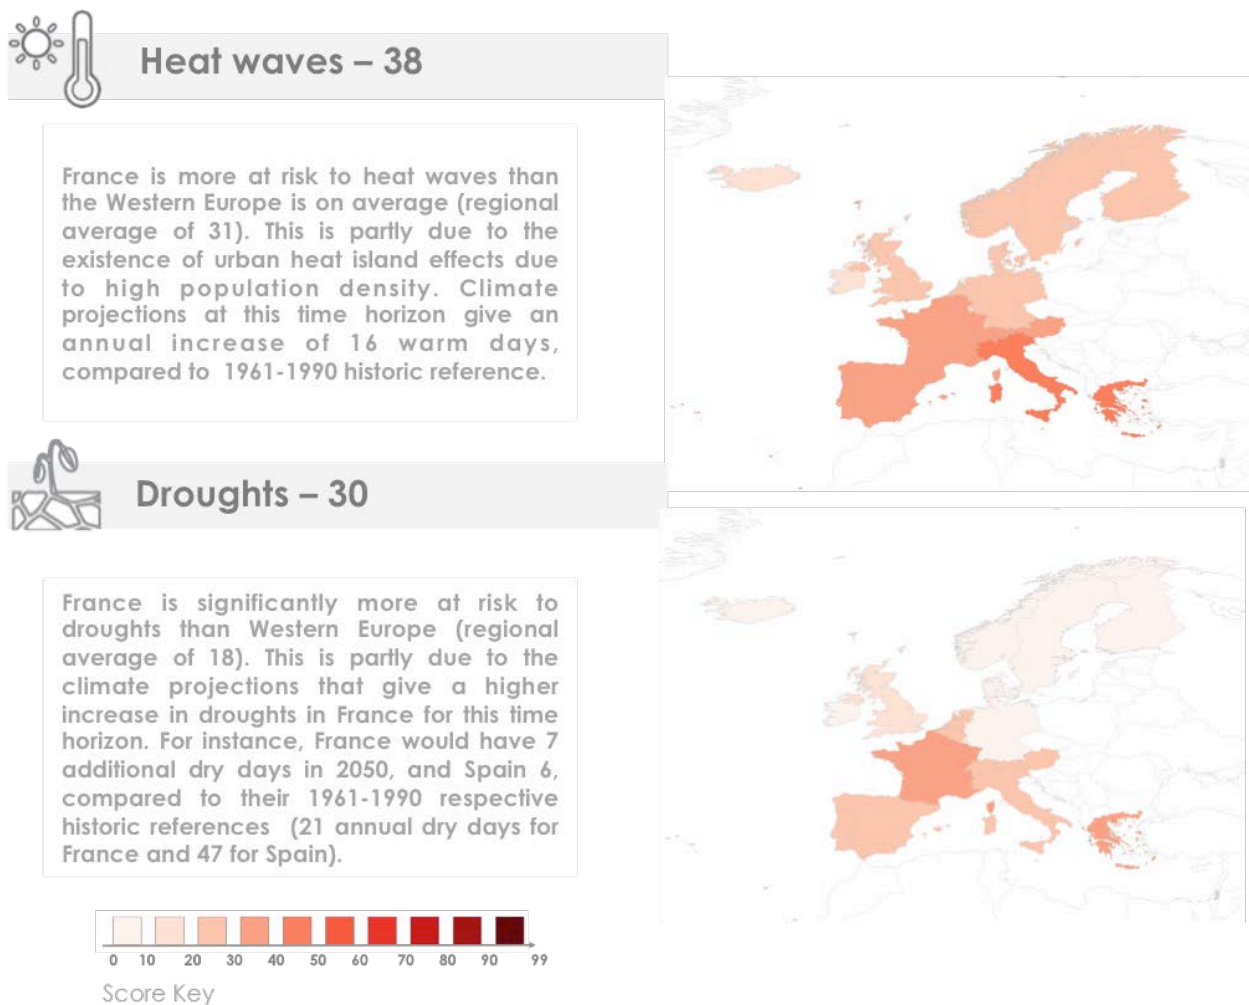 Heat waves – 38
France is more at risk to heat waves than
the Western Europe is on average (regional
average of 31). This is partly due to the
existence of urban heat island effects due
to high population density. Climate
projections at this time horizon give an
annual increase of 16 warm days,
compared to 1961-1990 historic reference.
Droughts – 30
France is significantly more at risk to
droughts than Western Europe (regional
average of 18). This is partly due to the
climate projections that give a higher
increase in droughts in France for this time
horizon. For instance, France would have 7
additional dry days in 2050, and Spain 6,
compared to their 1961-1990 respective
historic references (21 annual dry days for
France and 47 for Spain).
0 10 20 30 40 50 60 70 80 90 99
Score Key